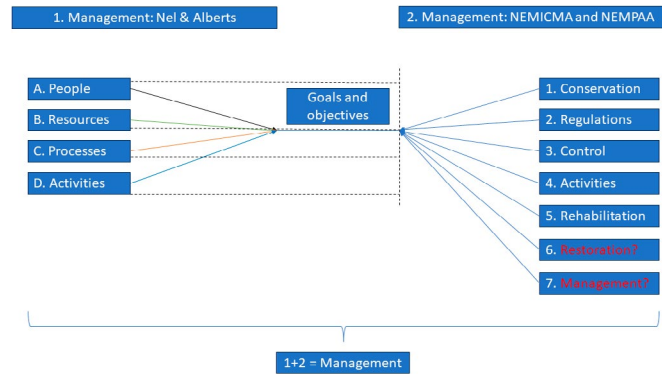 1. Management: Nel & Alberts
2. Management: NEMICMA and NEMPAA
A. People
B. Resources
C. Processes
D. Activities
Goals and
objectives
1. Conservation
2. Regulations
3. Control
4. Activities
5. Rehabilitation
6. Restoration?
7. Management?
1+2 = Management